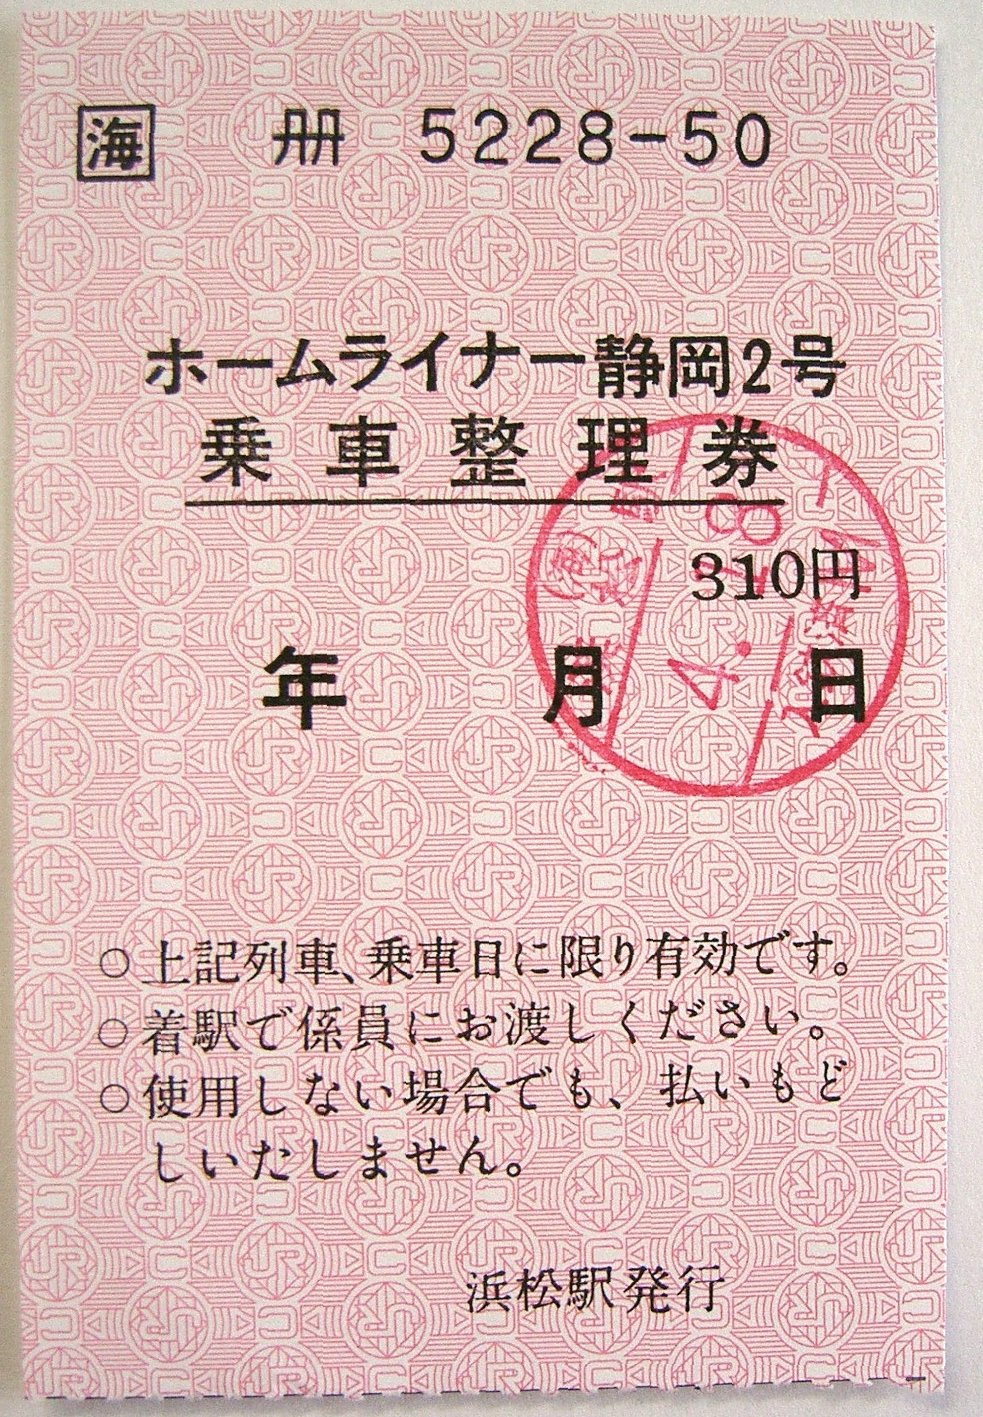 海 冊 5228-50
ホームライナー静岡2号
乗車整理券
310円
年 月 日
4.-8
○上記列車、乗車日に限り有効です。
○着駅で係員にお渡しください。
○使用しない場合でも、払いもど
しいたしません。
浜松駅発行